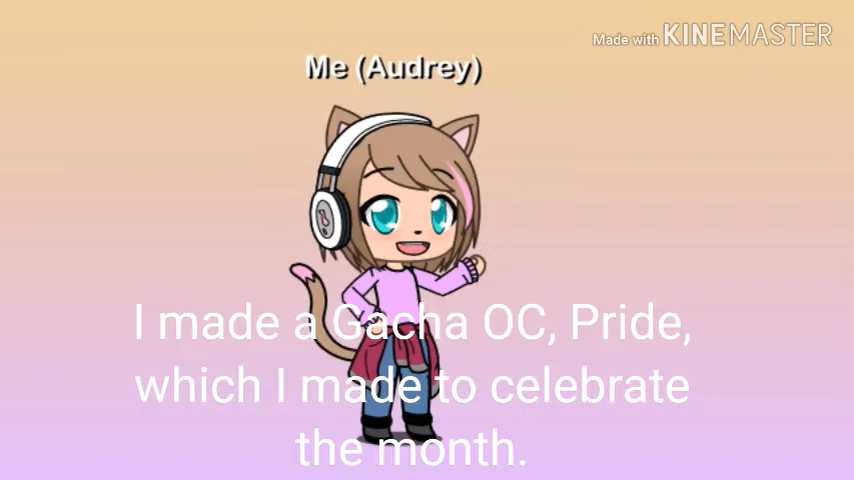 Made with KINEMASTER
Me (Audrey)
I made a Gacha OC, Pride,
which I made to celebrate
the month.